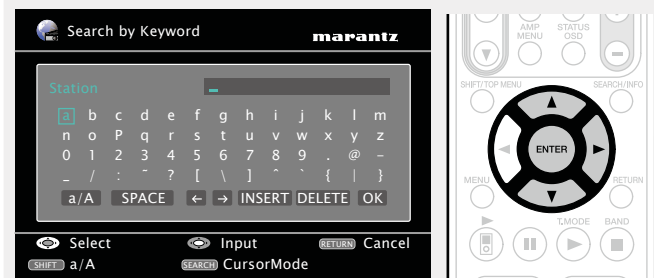 Search by Keyword
marantz
Station _
a b c d e f g h i j k l m
n o P q r s t u v w x y z
0 1 2 3 4 5 6 7 8 9 . @ –
_ / : ~ ? [ \ ] ^ ` { | }
a/A SPACE ← → INSERT DELETE OK
Select Input RETURN Cancel
SHIFT a/A SEARCH CursorMode
AMP MENU
STATUS OSD
SHIFT/TOP MENU
SEARCH/INFO
ENTER
MENU
RETURN
T.MODE
BAND